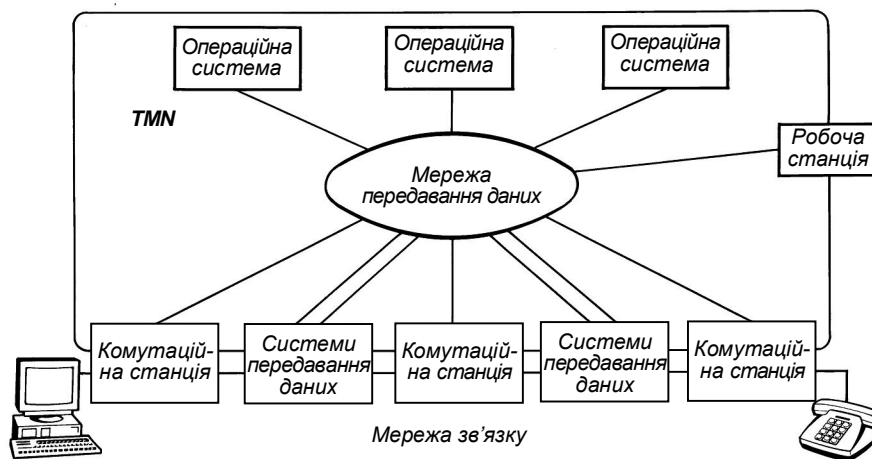 Операційна
система
Операційна
система
Операційна
система
TMN
Робоча
станція
Мережа
передавання даних
Комутацій-
на станція
Системи
передавання
даних
Комутацій-
на станція
Системи
передавання
даних
Комутацій-
на станція
Мережа зв'язку